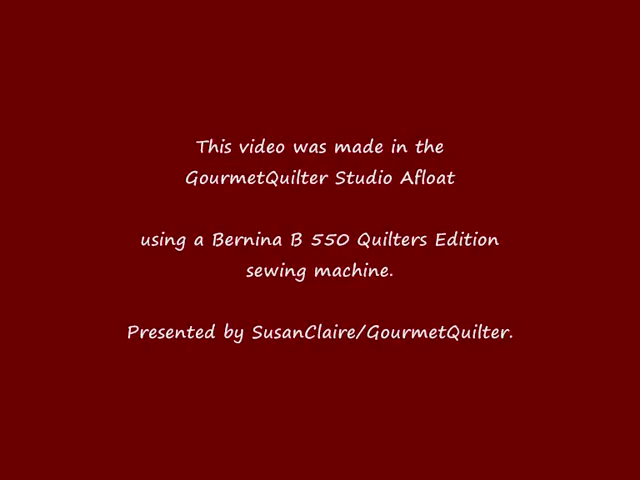 This video was made in the
GourmetQuilter Studio Afloat
using a Bernina B 550 Quilters Edition
sewing machine.
Presented by SusanClaire/GourmetQuilter.